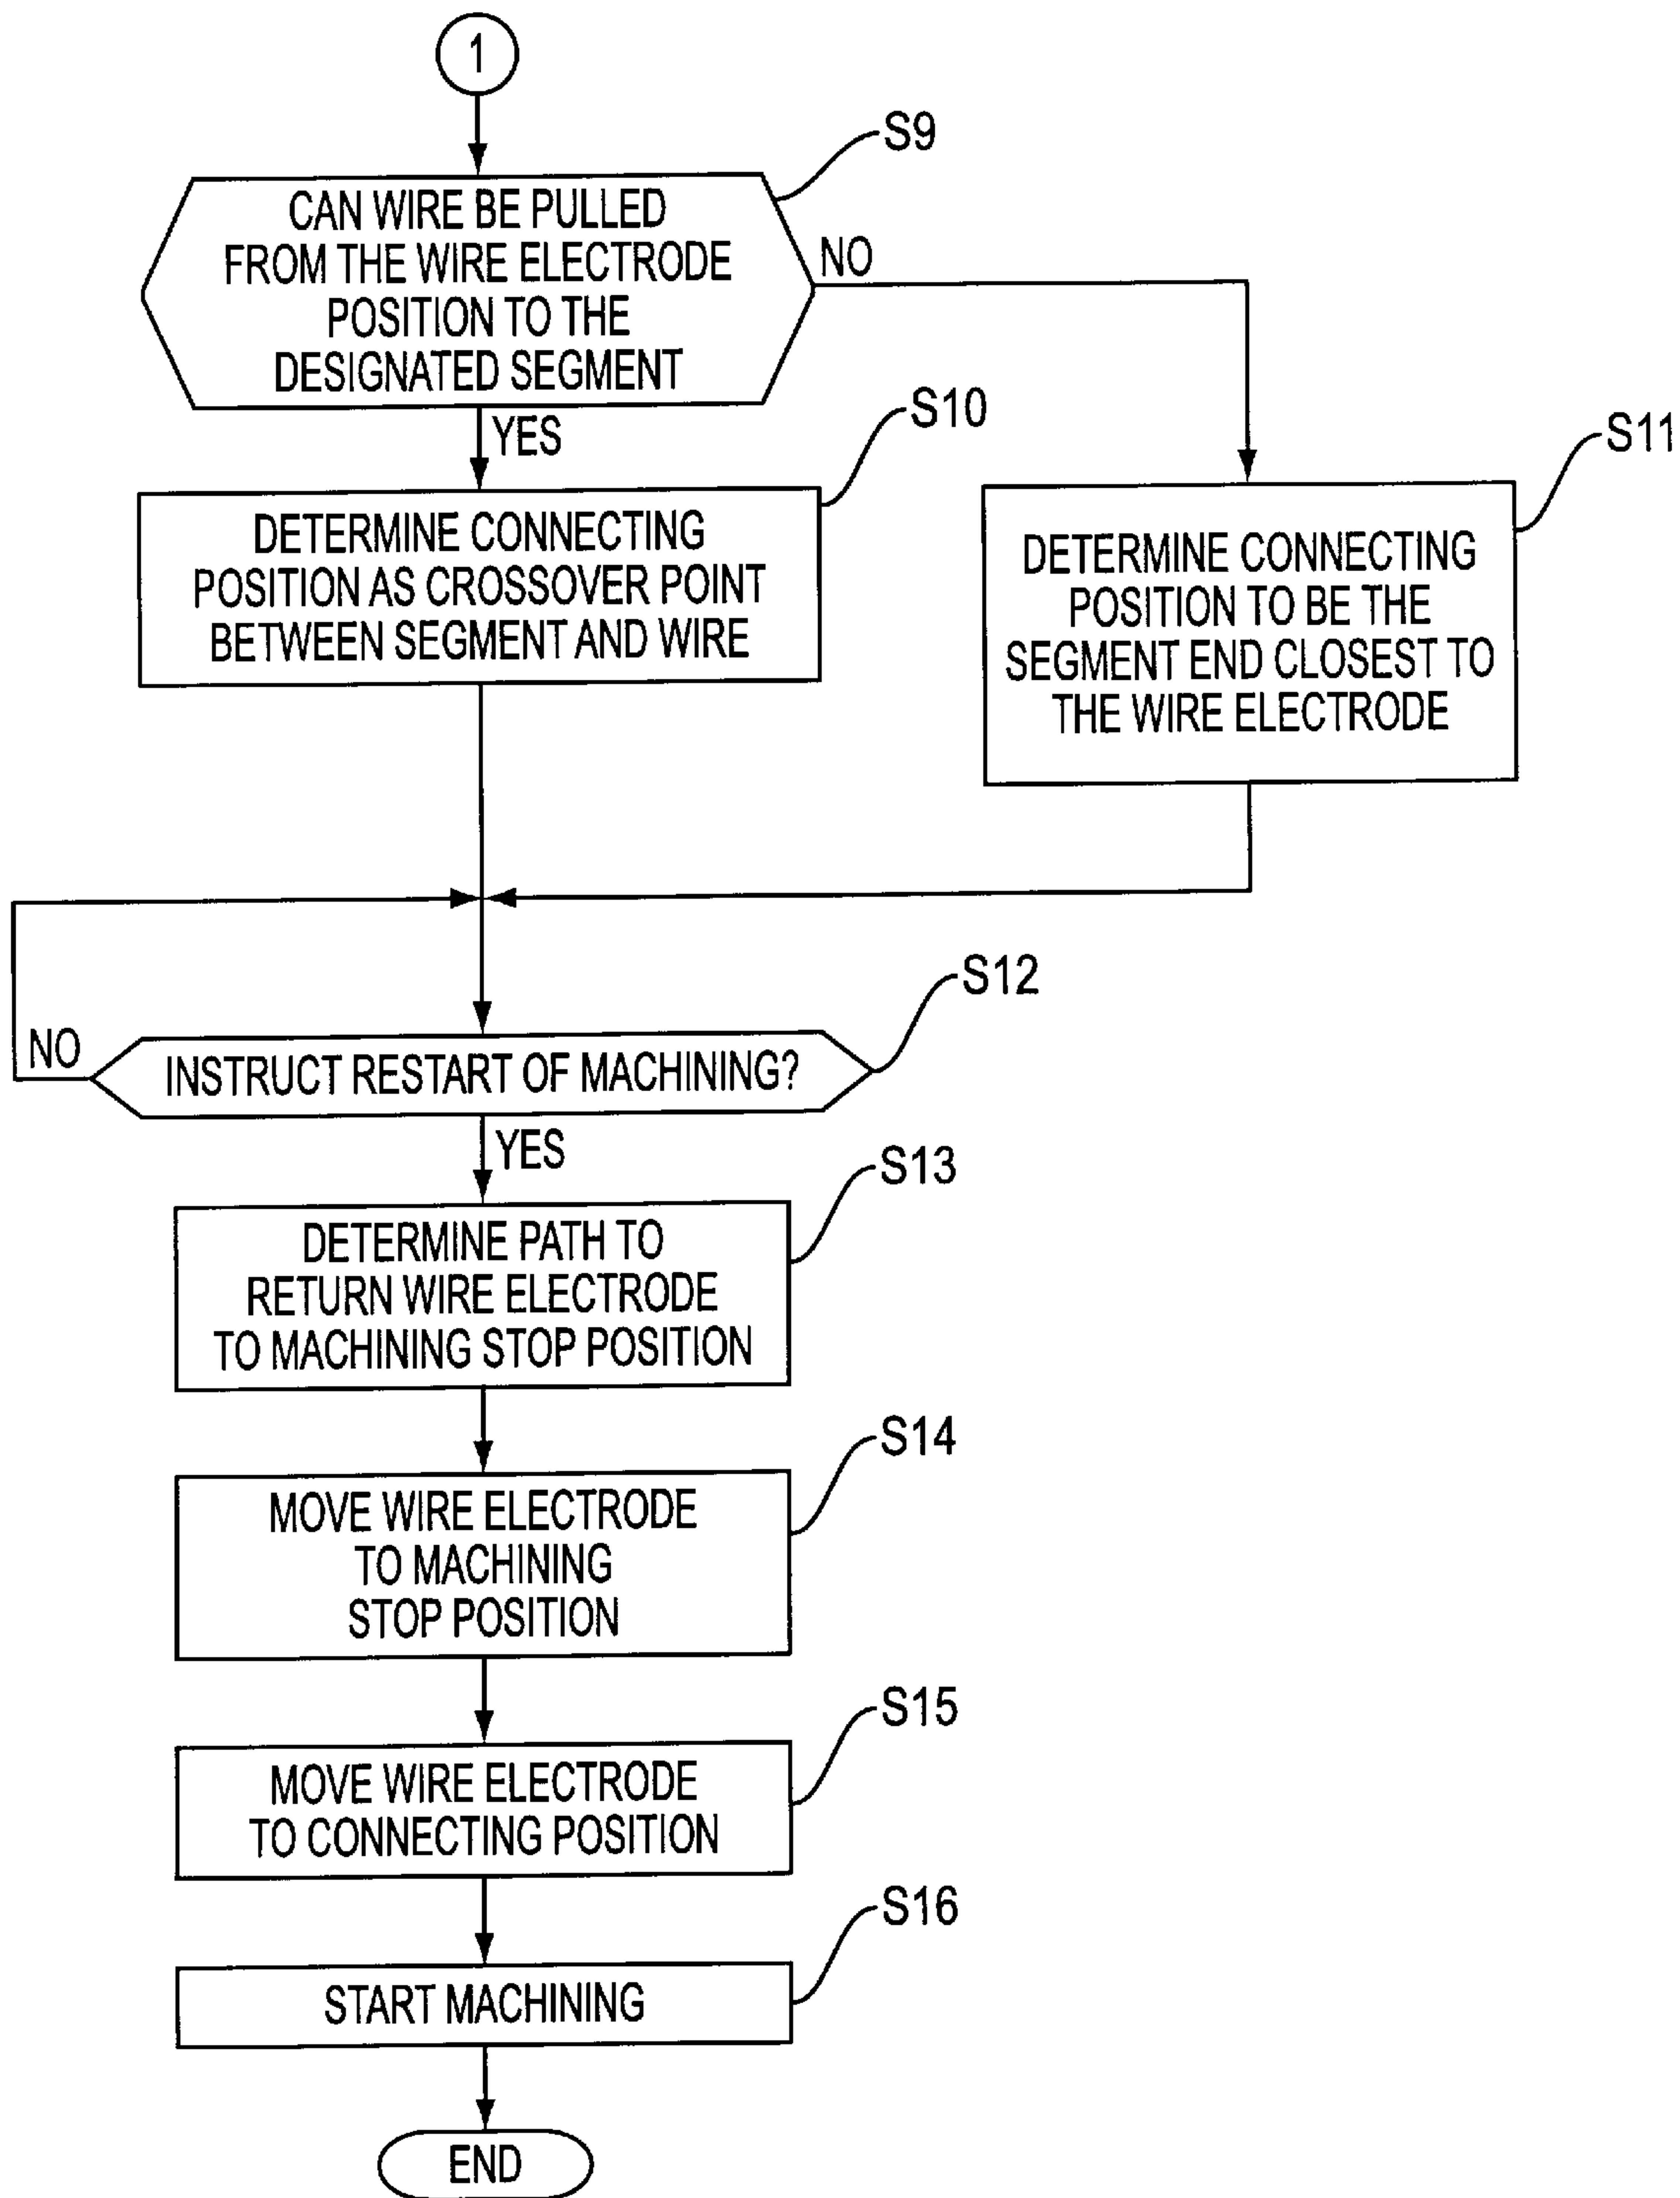 1
S9
CAN WIRE BE PULLED
FROM THE WIRE ELECTRODE
POSITION TO THE
DESIGNATED SEGMENT
NO
YES
S10
DETERMINE CONNECTING
POSITION AS CROSSOVER POINT
BETWEEN SEGMENT AND WIRE
S11
DETERMINE CONNECTING
POSITION TO BE THE
SEGMENT END CLOSEST TO
THE WIRE ELECTRODE
S12
NO
INSTRUCT RESTART OF MACHINING?
YES
S13
DETERMINE PATH TO
RETURN WIRE ELECTRODE
TO MACHINING STOP POSITION
S14
MOVE WIRE ELECTRODE
TO MACHINING
STOP POSITION
S15
MOVE WIRE ELECTRODE
TO CONNECTING POSITION
S16
START MACHINING
END